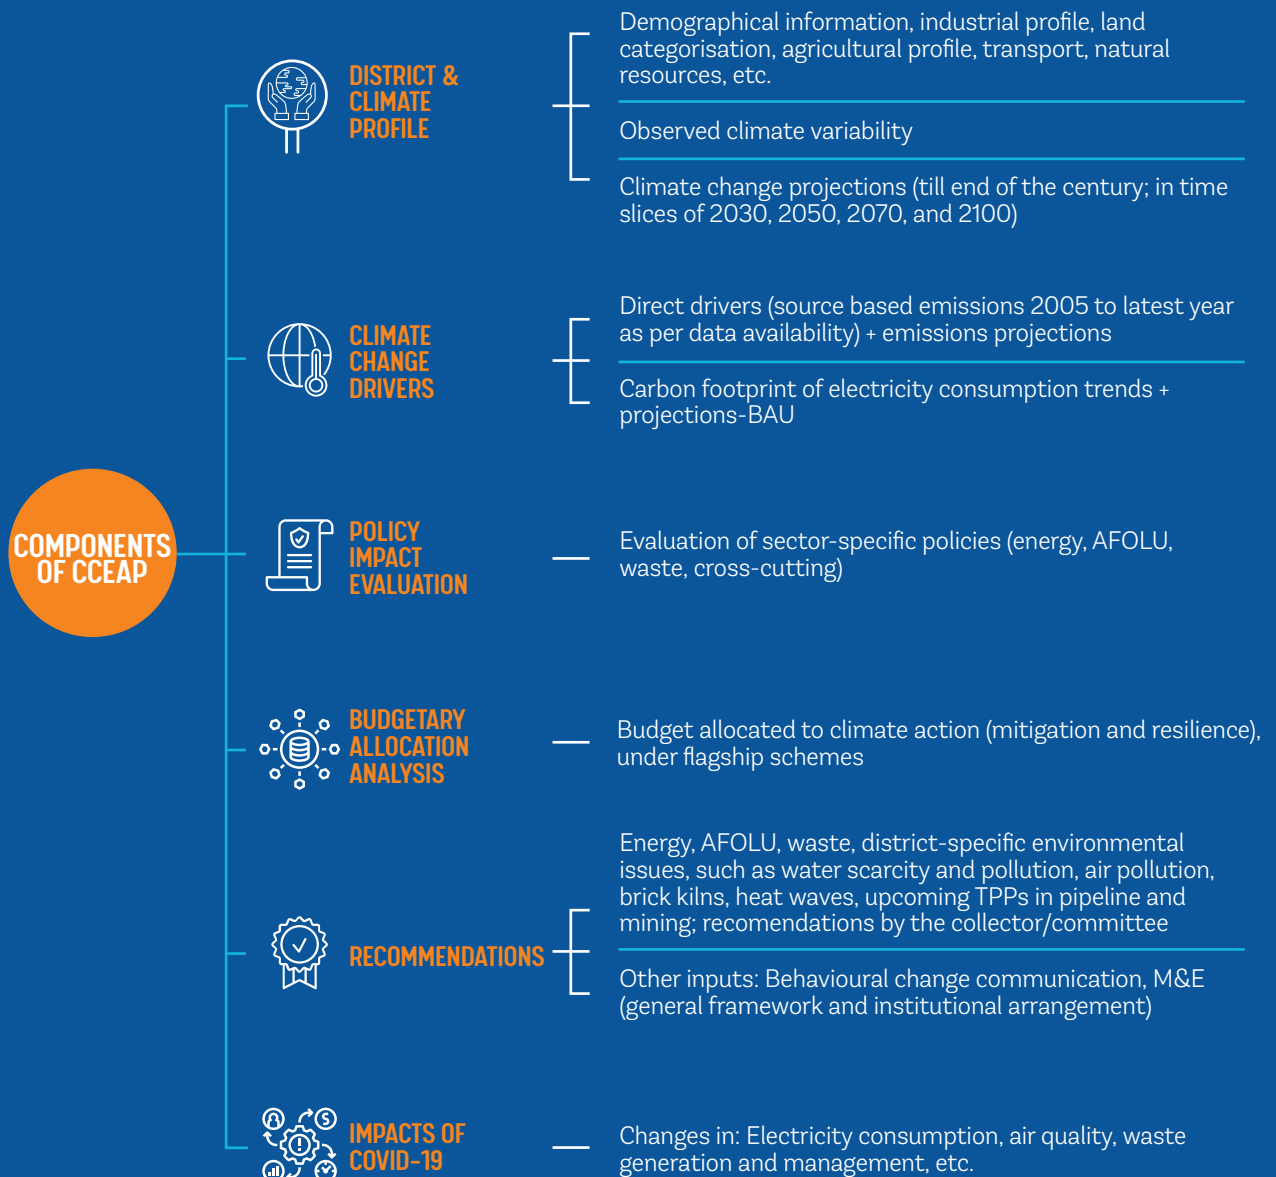 COMPONENTS
OF CCEAP
DISTRICT &
CLIMATE
PROFILE
Demographical information, industrial profile, land
categorisation, agricultural profile, transport, natural
resources, etc.
Observed climate variability
Climate change projections (till end of the century; in time
slices of 2030, 2050, 2070, and 2100)
CLIMATE
CHANGE
DRIVERS
Direct drivers (source based emissions 2005 to latest year
as per data availability) + emissions projections
Carbon footprint of electricity consumption trends +
projections-BAU
POLICY
IMPACT
EVALUATION
Evaluation of sector-specific policies (energy, AFOLU,
waste, cross-cutting)
BUDGETARY
ALLOCATION
ANALYSIS
Budget allocated to climate action (mitigation and resilience),
under flagship schemes
RECOMMENDATIONS
Energy, AFOLU, waste, district-specific environmental
issues, such as water scarcity and pollution, air pollution,
brick kilns, heat waves, upcoming TPPs in pipeline and
mining; recomendations by the collector/committee
Other inputs: Behavioural change communication, M&E
(general framework and institutional arrangement)
IMPACTS OF
COVID-19
Changes in: Electricity consumption, air quality, waste
generation and management, etc.